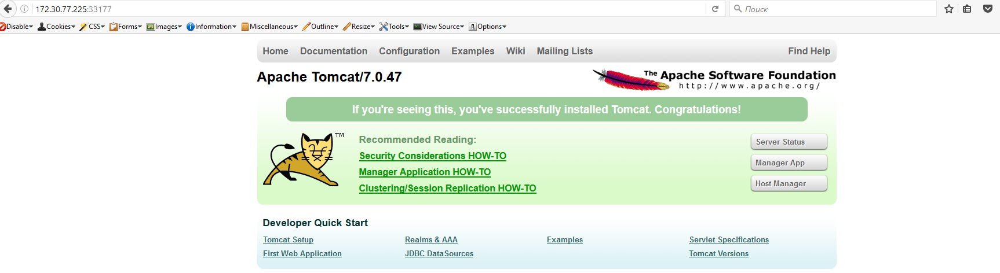 172.30.77.225:33177 Поиск
Disable Cookies CSS Forms Images Information Miscellaneous Outline Resize Tools View Source Options
Home Documentation Configuration Examples Wiki Mailing Lists Find Help
Apache Tomcat/7.0.47
The Apache Software Foundation
http://www.apache.org/
If you're seeing this, you've successfully installed Tomcat. Congratulations!
TM
Recommended Reading:
Security Considerations HOW-TO
Manager Application HOW-TO
Clustering/Session Replication HOW-TO
Server Status
Manager App
Host Manager
Developer Quick Start
Tomcat Setup Realms & AAA Examples Servlet Specifications
First Web Application JDBC DataSources Tomcat Versions